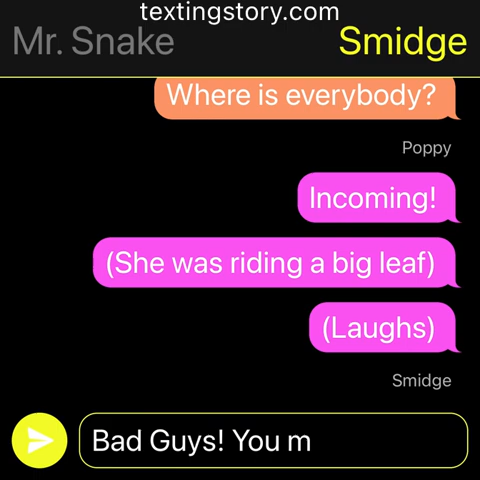 textingstory.com
Mr. Snake Smidge
Where is everybody?
Poppy
Incoming!
(She was riding a big leaf)
(Laughs)
Smidge
Bad Guys! You m